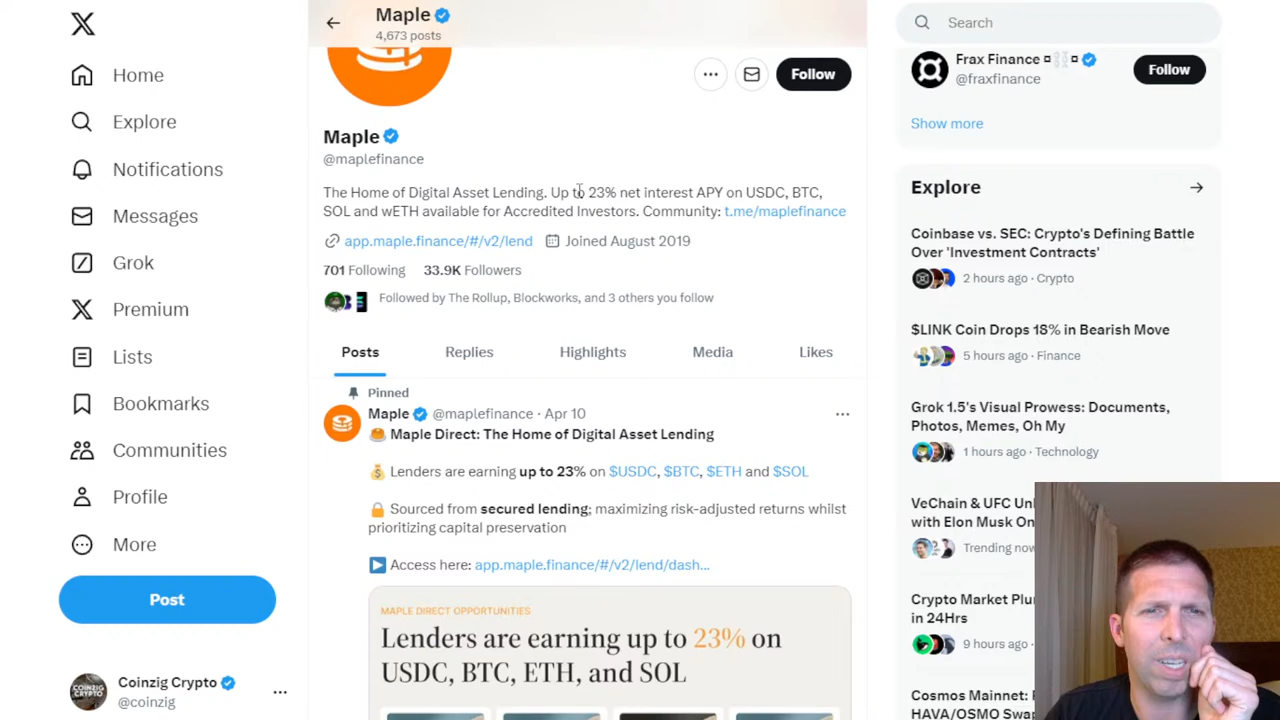 Maple
4,673 posts
Home
Explore
Notifications
Messages
Grok
Premium
Lists
Bookmarks
Communities
Profile
More
Post
Coinzig Crypto
@coinzig
Follow
Maple
@maplefinance
The Home of Digital Asset Lending. Up to 23% net interest APY on USDC, BTC,
SOL and wETH available for Accredited Investors. Community: t.me/maplefinance
app.maple.finance/#/v2/lend Joined August 2019
701 Following 33.9K Followers
Followed by The Rollup, Blockworks, and 3 others you follow
Posts Replies Highlights Media Likes
Pinned
Maple @maplefinance · Apr 10
Maple Direct: The Home of Digital Asset Lending
Lenders are earning up to 23% on $USDC, $BTC, $ETH and $SOL
Sourced from secured lending; maximizing risk-adjusted returns whilst
prioritizing capital preservation
Access here: app.maple.finance/#/v2/lend/dash...
MAPLE DIRECT OPPORTUNITIES
Lenders are earning up to 23% on
USDC, BTC, ETH, and SOL
Search
Frax Finance
@fraxfinance
Follow
Show more
Explore
Coinbase vs. SEC: Crypto's Defining Battle
Over 'Investment Contracts'
2 hours ago · Crypto
$LINK Coin Drops 18% in Bearish Move
5 hours ago · Finance
Grok 1.5's Visual Prowess: Documents,
Photos, Memes, Oh My
1 hours ago · Technology
VeChain & UFC
with Elon Musk
Trending now
Crypto Market
in 24Hrs
9 hours ago
Cosmos Mainnet:
HAVA/OSMO